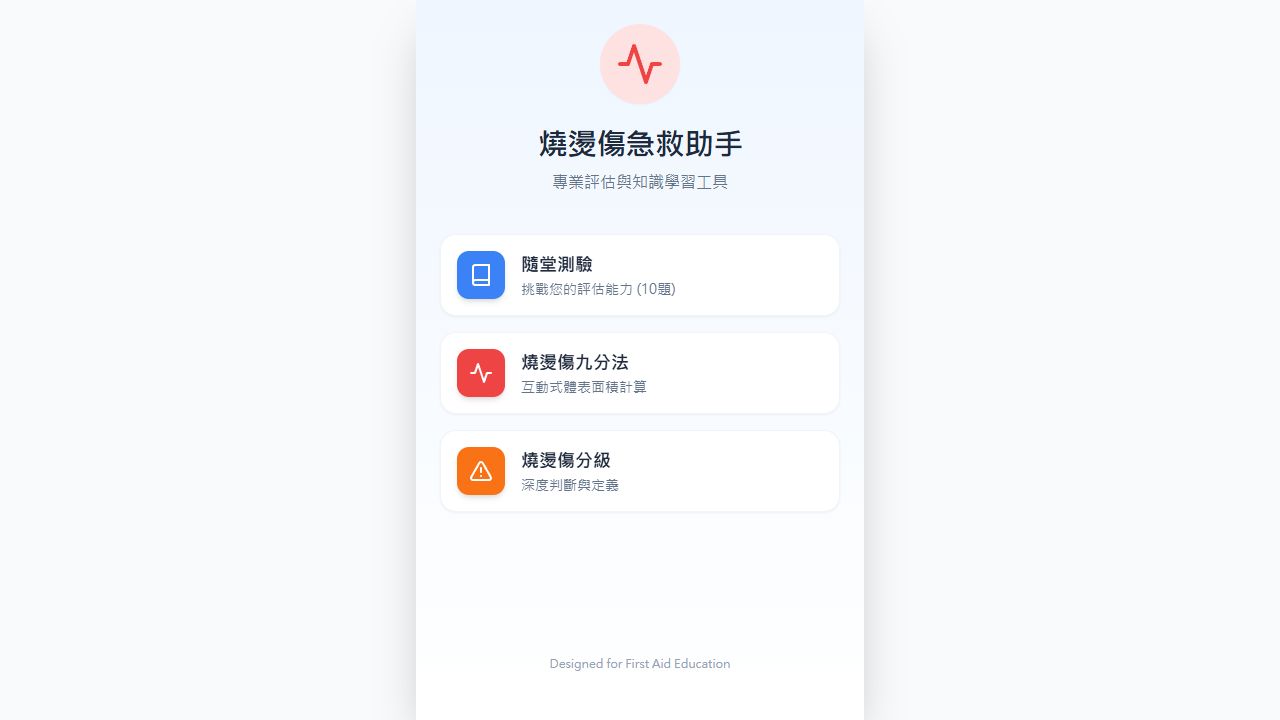 燒燙傷急救助手
專業評估與知識學習工具
隨堂測驗
挑戰您的評估能力 (10題)
燒燙傷九分法
互動式體表面積計算
燒燙傷分級
深度判斷與定義
Designed for First Aid Education